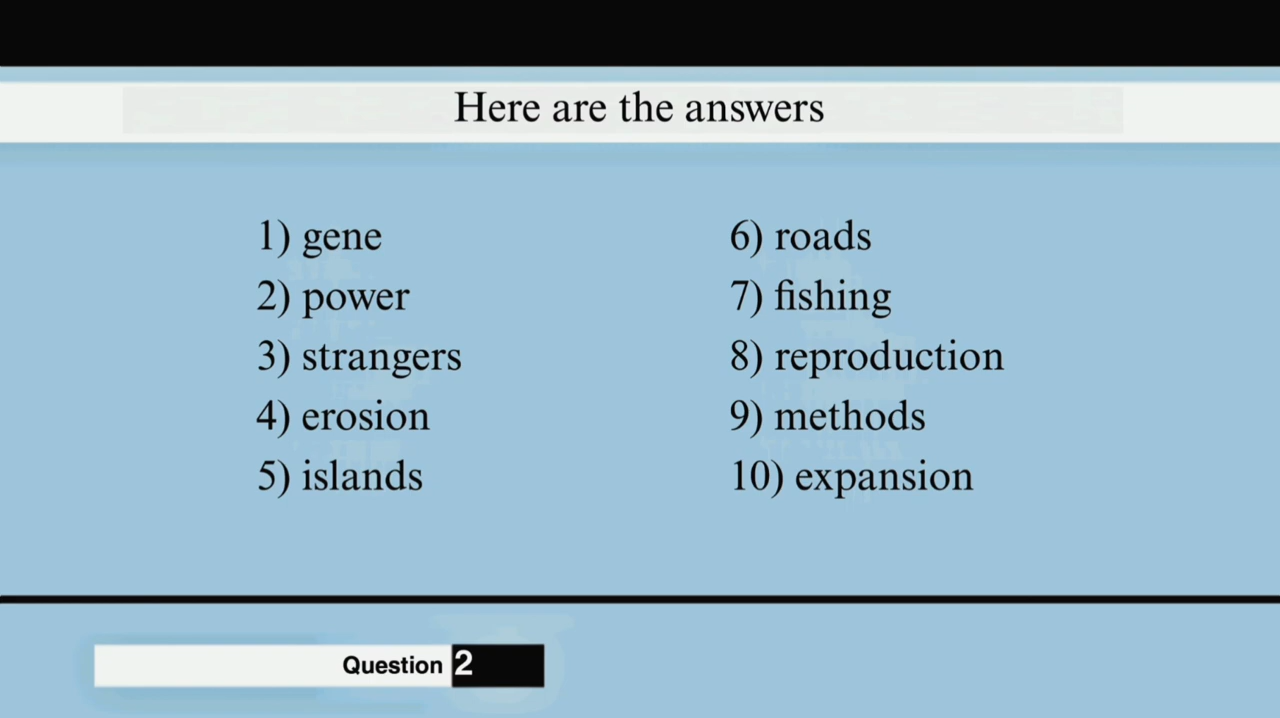 Here are the answers
1) gene
2) power
3) strangers
4) erosion
5) islands
6) roads
7) fishing
8) reproduction
9) methods
10) expansion
Question 2